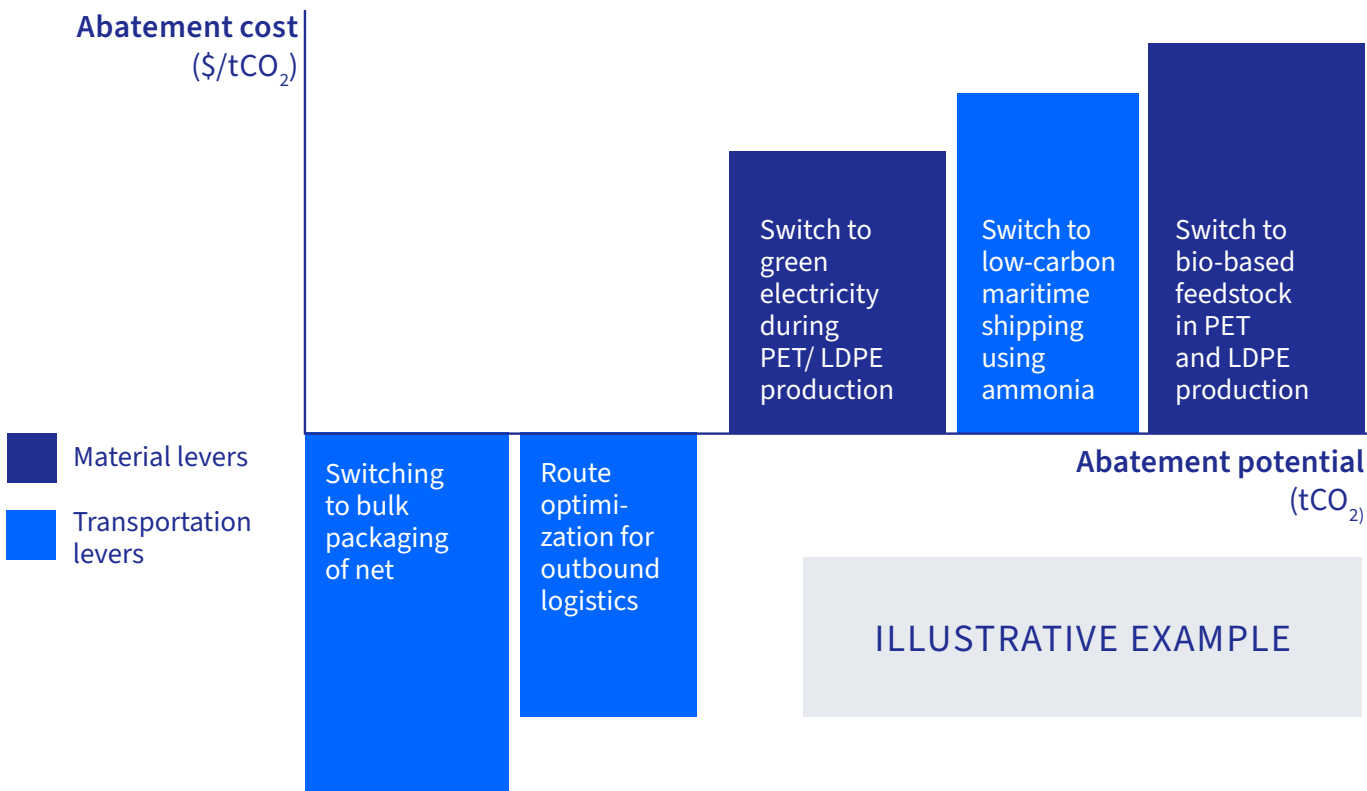 Abatement cost
($/tCO₂)
Switch to
green
electricity
during
PET/ LDPE
production
Switch to
low-carbon
maritime
shipping
using
ammonia
Switch to
bio-based
feedstock
in PET
and LDPE
production
Material levers
Transportation
levers
Switching
to bulk
packaging
of net
Route
optimi-
zation for
outbound
logistics
Abatement potential
(tCO₂₎
ILLUSTRATIVE EXAMPLE